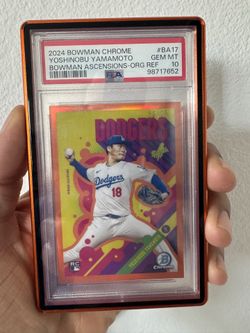 2024 BOWMAN CHROME #BA17
YOSHINOBU YAMAMOTO GEM MT
BOWMAN ASCENSIONS-ORG REF 10
PSA 98717652
DODGERS
Dodgers
18
RC
Chrome